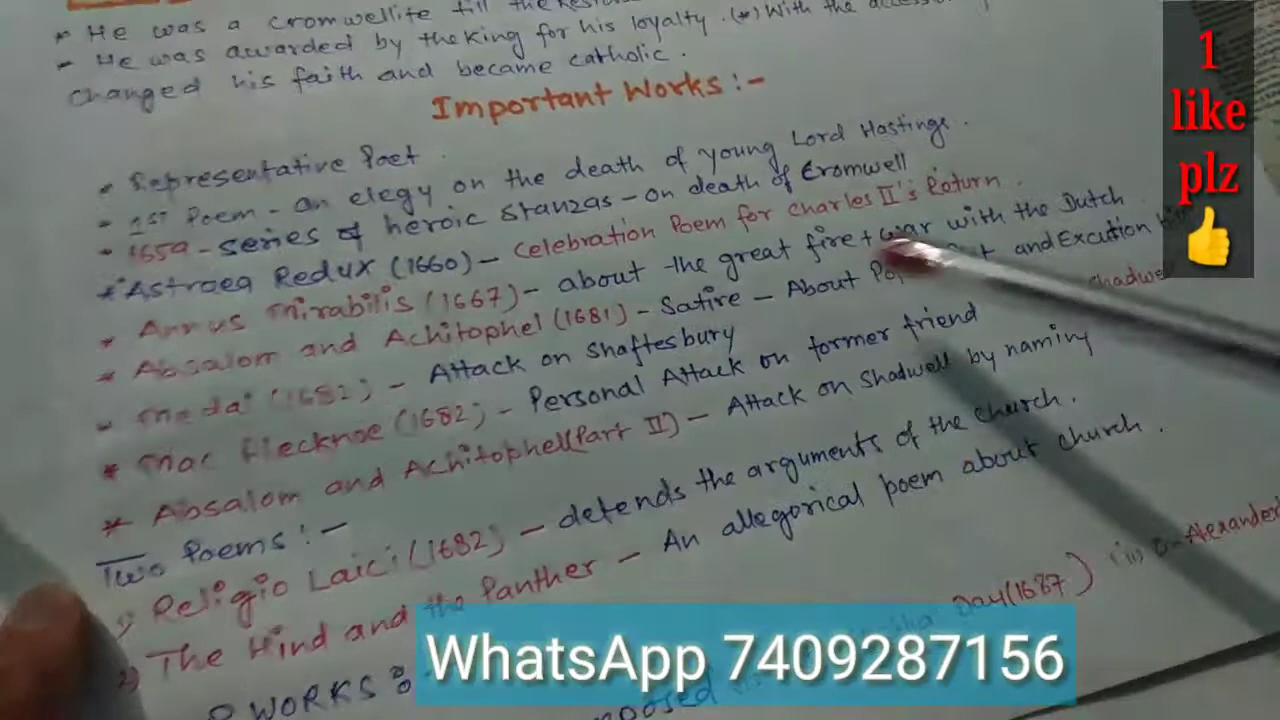 * He was a Cromwellite till the
- He was awarded by the King for his loyalty. (*) With the
changed his faith and became catholic.
Important Works :-
* Representative Poet
* 1ST Poem - an elegy on the death of young Lord Hastings.
* 1659 - series of heroic stanzas - on death of Cromwell
* Astraea Redux (1660) - Celebration Poem for Charles II's Return.
* Annus Mirabilis (1667) - about the great fire + war with the Dutch
* Absalom and Achitophel (1681) - Satire - About and Excution
- Medal (1682) - Attack on Shaftesbury
* Mac Flecknoe (1682) - Personal Attack on former friend
* Absalom and Achitophel (Part II) - Attack on Shadwell by naming
Two Poems :-
1) Religio Laici (1682) - defends the arguments of the church.
2) The Hind and the Panther - An allegorical poem about church.
WORKS
Day (1687) (ii) Alexander
1
like
plz
👍
WhatsApp 7409287156